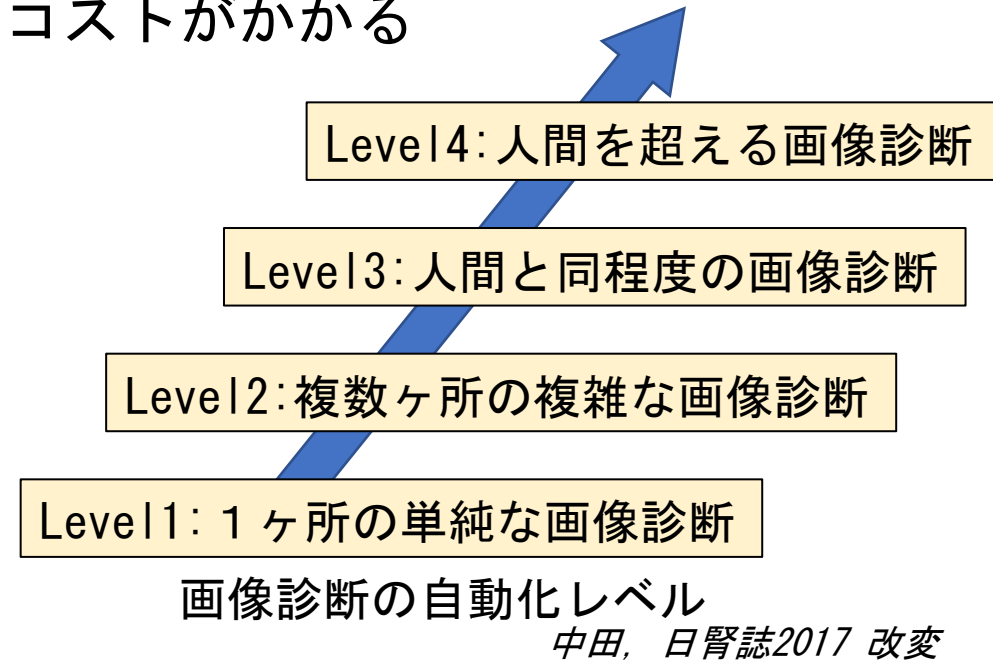 コストがかかる
Level4:人間を超える画像診断
Level3:人間と同程度の画像診断
Level2:複数ヶ所の複雑な画像診断
Level1:１ヶ所の単純な画像診断
画像診断の自動化レベル
中田, 日腎誌2017 改変